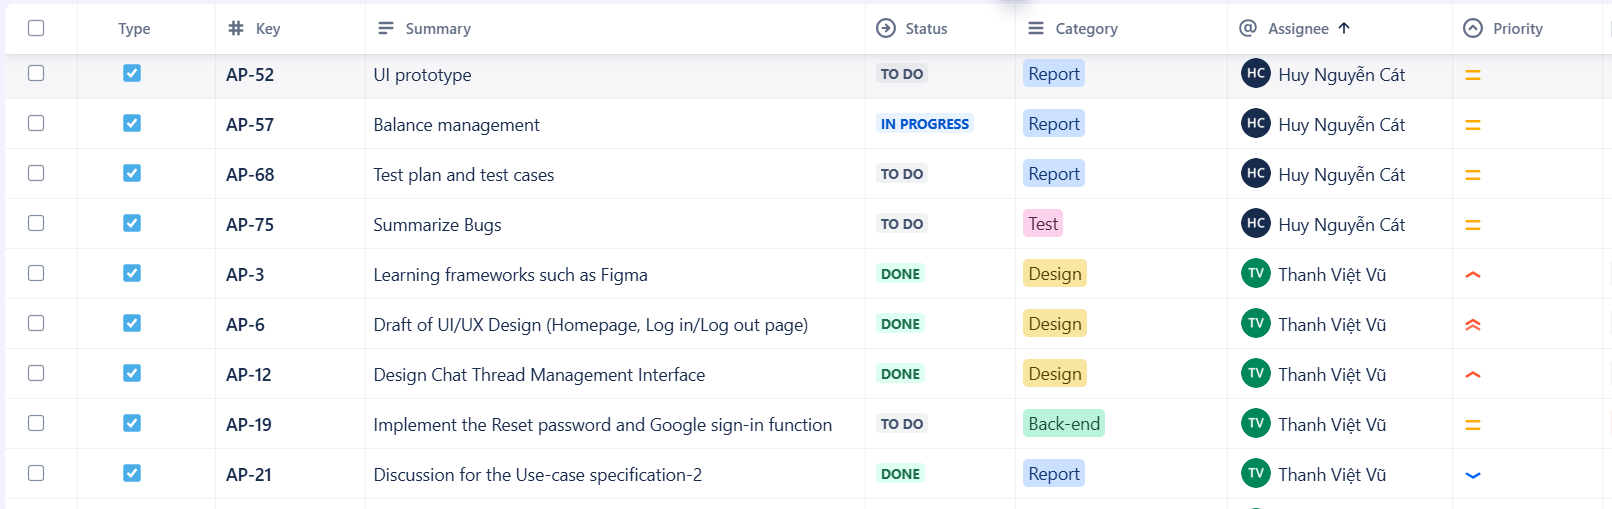 Type Key Summary Status Category Assignee Priority
AP-52 UI prototype TO DO Report HC Huy Nguyễn Cát
AP-57 Balance management IN PROGRESS Report HC Huy Nguyễn Cát
AP-68 Test plan and test cases TO DO Report HC Huy Nguyễn Cát
AP-75 Summarize Bugs TO DO Test HC Huy Nguyễn Cát
AP-3 Learning frameworks such as Figma DONE Design TV Thanh Việt Vũ
AP-6 Draft of UI/UX Design (Homepage, Log in/Log out page) DONE Design TV Thanh Việt Vũ
AP-12 Design Chat Thread Management Interface DONE Design TV Thanh Việt Vũ
AP-19 Implement the Reset password and Google sign-in function TO DO Back-end TV Thanh Việt Vũ
AP-21 Discussion for the Use-case specification-2 DONE Report TV Thanh Việt Vũ